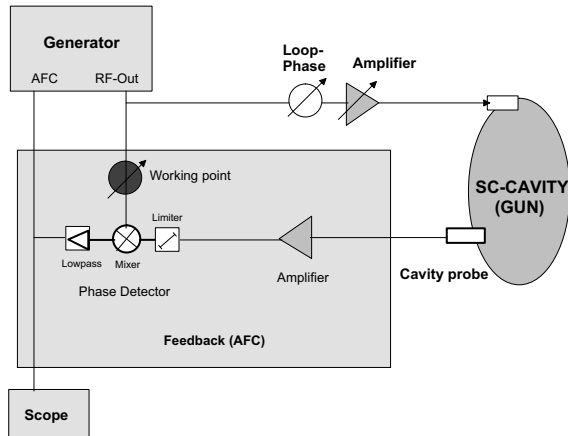 Generator
AFC RF-Out
Loop-
Phase
Amplifier
SC-CAVITY
(GUN)
Working point
Limiter
Lowpass
Mixer
Amplifier
Cavity probe
Phase Detector
Feedback (AFC)
Scope